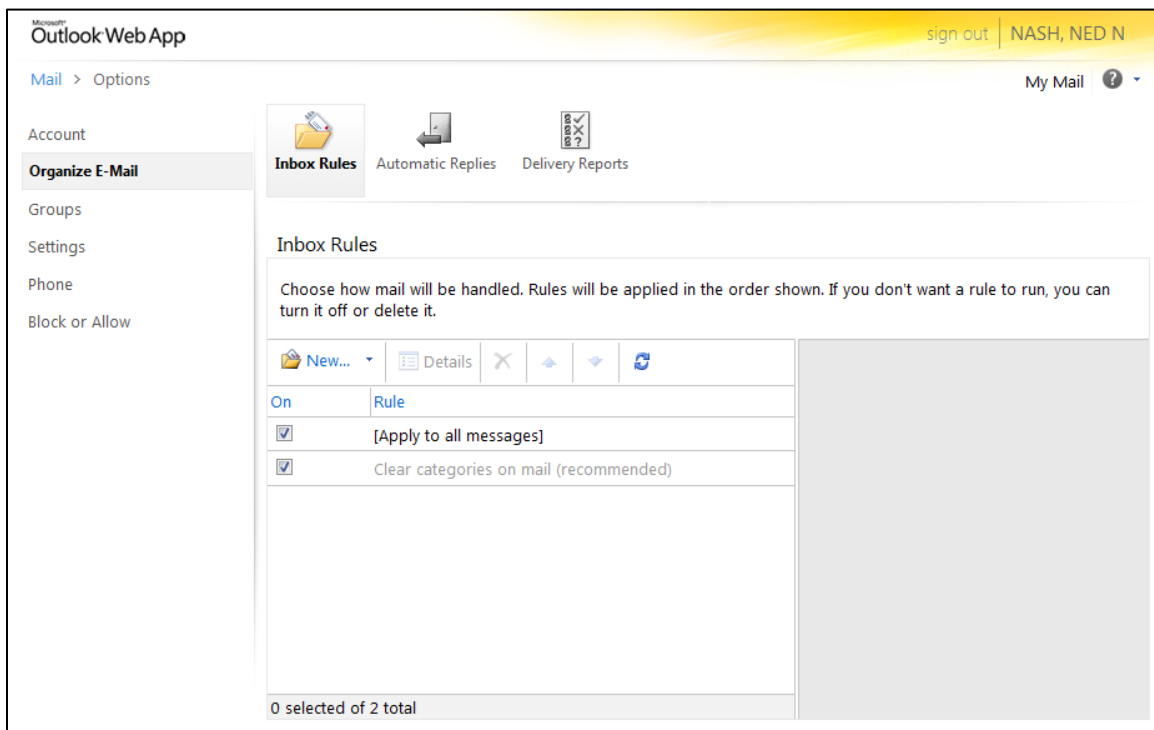 Microsoft®
Outlook Web App
sign out
NASH, NED N
Mail > Options
My Mail
?
Account
Organize E-Mail
Groups
Settings
Phone
Block or Allow
Inbox Rules
Automatic Replies
Delivery Reports
Inbox Rules
Choose how mail will be handled. Rules will be applied in the order shown. If you don't want a rule to run, you can
turn it off or delete it.
New...
Details
On
Rule
[Apply to all messages]
Clear categories on mail (recommended)
0 selected of 2 total